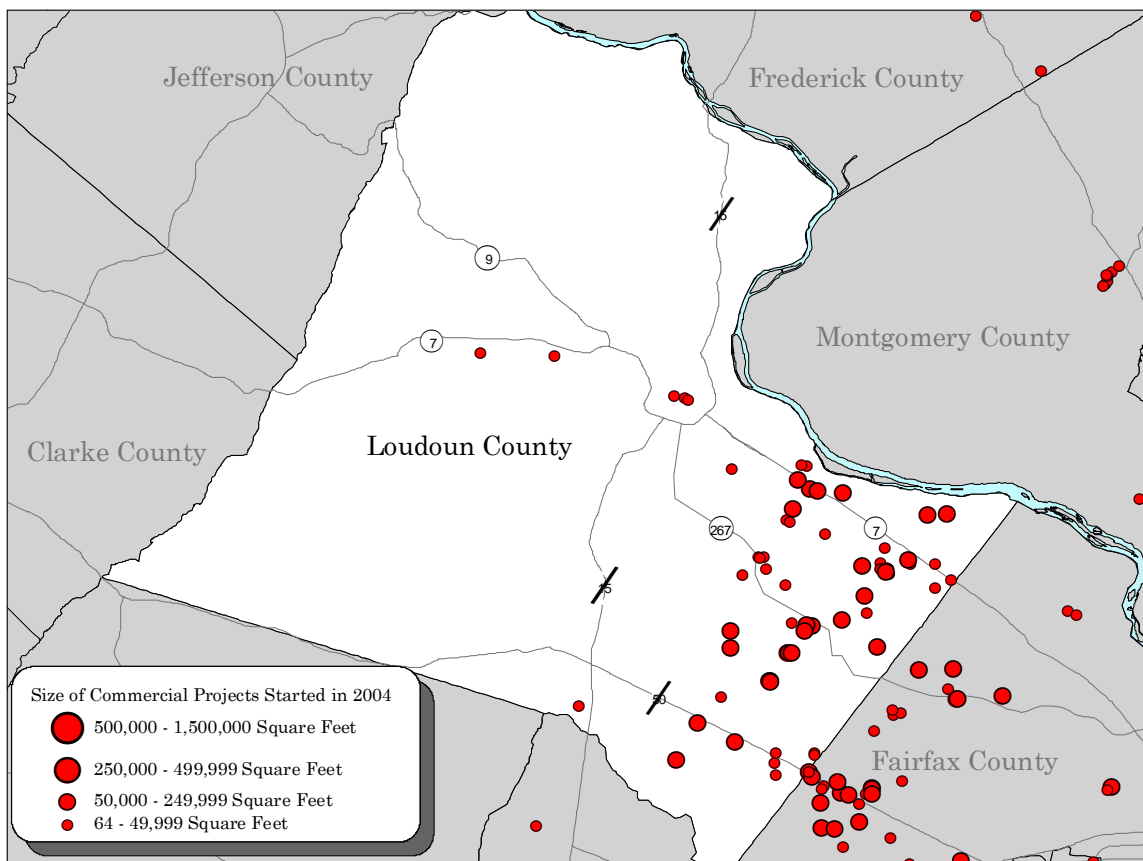 Jefferson County
Frederick County
15
9
Montgomery County
7
Clarke County
Loudoun County
267
7
15
50
Size of Commercial Projects Started in 2004
500,000 - 1,500,000 Square Feet
250,000 - 499,999 Square Feet
50,000 - 249,999 Square Feet
64 - 49,999 Square Feet
Fairfax County